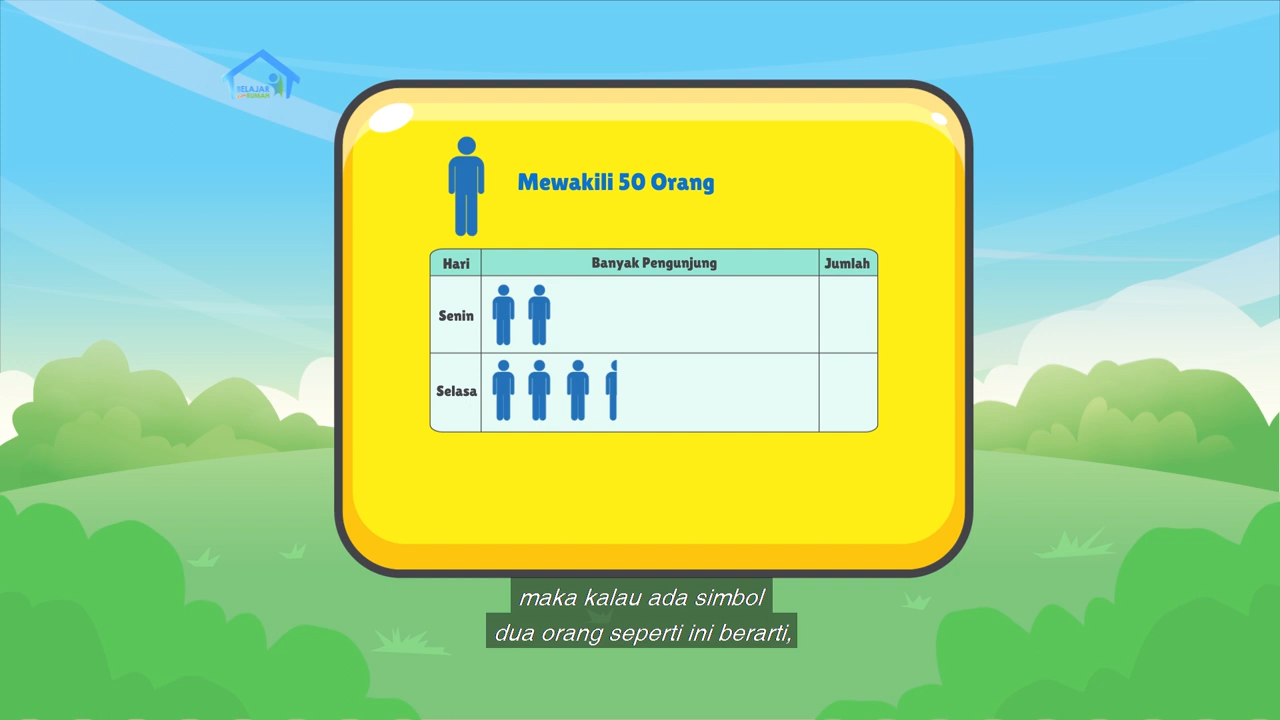 BELAJAR
RUMAH
Mewakili 50 Orang
Hari Banyak Pengunjung Jumlah
Senin
Selasa
maka kalau ada simbol
dua orang seperti ini berarti,